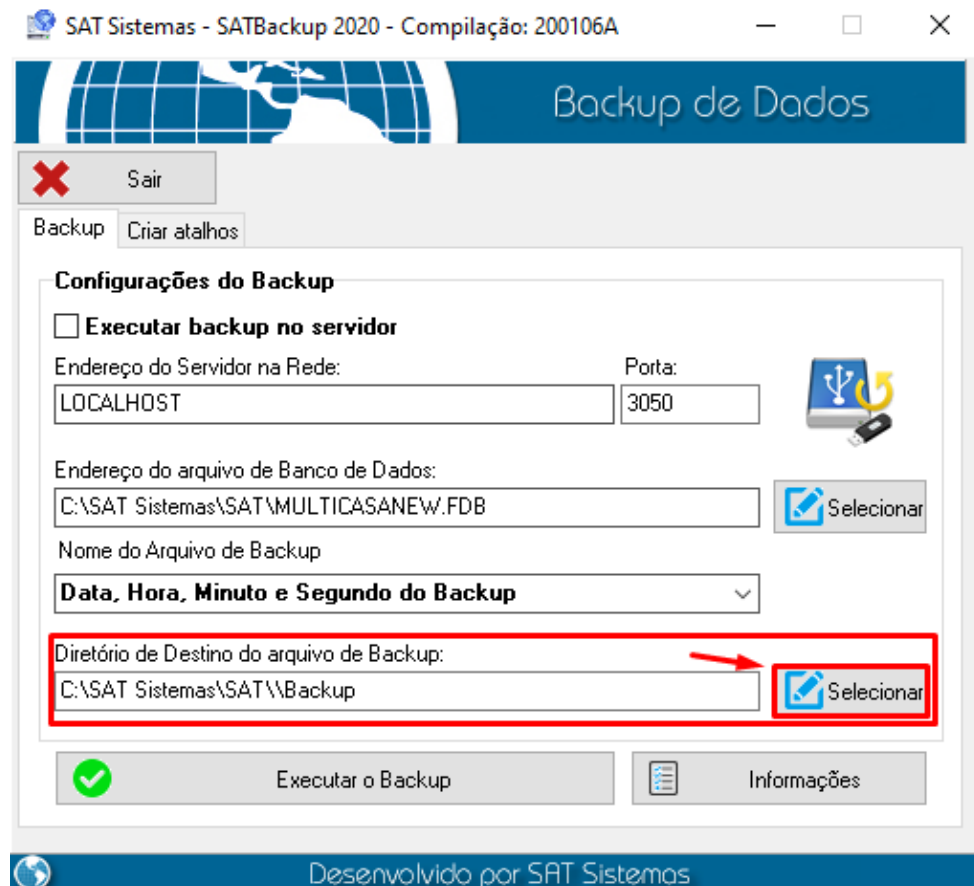 SAT Sistemas - SATBackup 2020 - Compilação: 200106A
Backup de Dados
Sair
Backup Criar atalhos
Configurações do Backup
Executar backup no servidor
Endereço do Servidor na Rede: Porta:
LOCALHOST 3050
Endereço do arquivo de Banco de Dados:
C:\SAT Sistemas\SAT\MULTICASANEW.FDB Selecionar
Nome do Arquivo de Backup
Data, Hora, Minuto e Segundo do Backup
Diretório de Destino do arquivo de Backup:
C:\SAT Sistemas\SAT\\Backup Selecionar
Executar o Backup Informações
Desenvolvido por SAT Sistemas